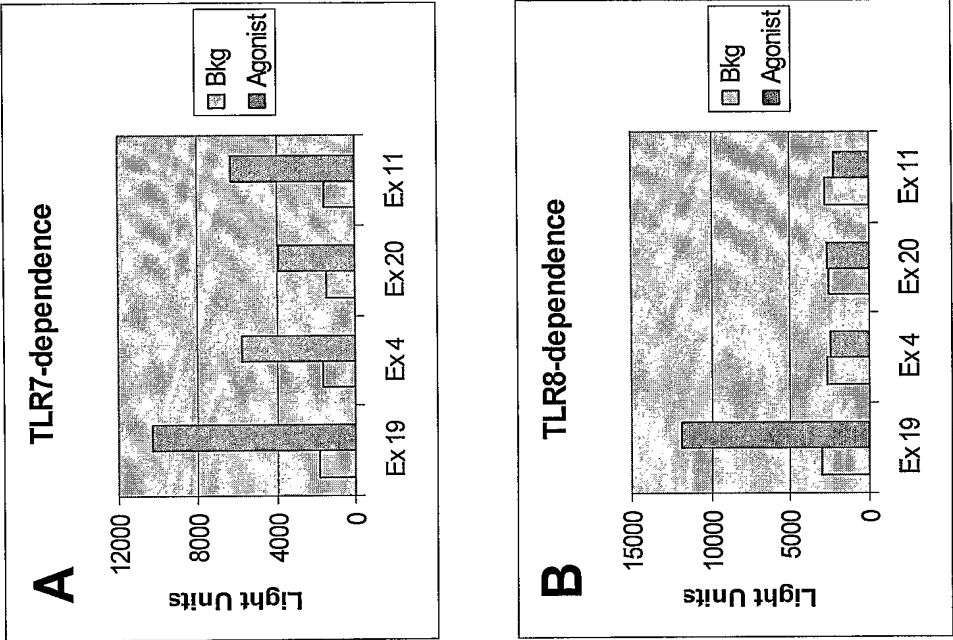 A
TLR7-dependence
Light Units
12000
8000
4000
0
Ex 19
Ex 4
Ex 20
Ex 11
Bkg
Agonist
B
TLR8-dependence
Light Units
15000
10000
5000
0
Ex 19
Ex 4
Ex 20
Ex 11
Bkg
Agonist